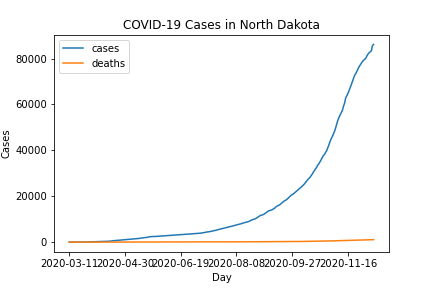 COVID-19 Cases in North Dakota
cases
deaths
80000
60000
40000
20000
0
Cases
2020-03-11 2020-04-30 2020-06-19 2020-08-08 2020-09-27 2020-11-16
Day